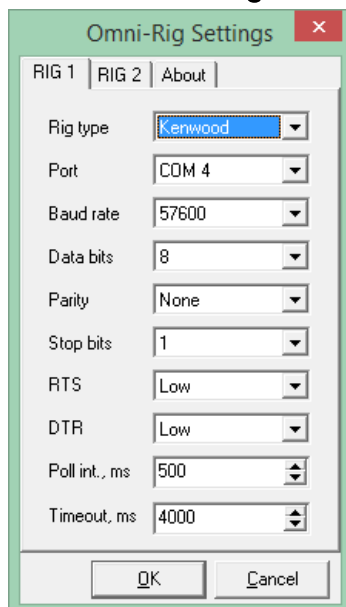 Omni-Rig Settings ×
RIG 1 RIG 2 About
Rig type Kenwood
Port COM 4
Baud rate 57600
Data bits 8
Parity None
Stop bits 1
RTS Low
DTR Low
Poll int., ms 500
Timeout, ms 4000
OK Cancel